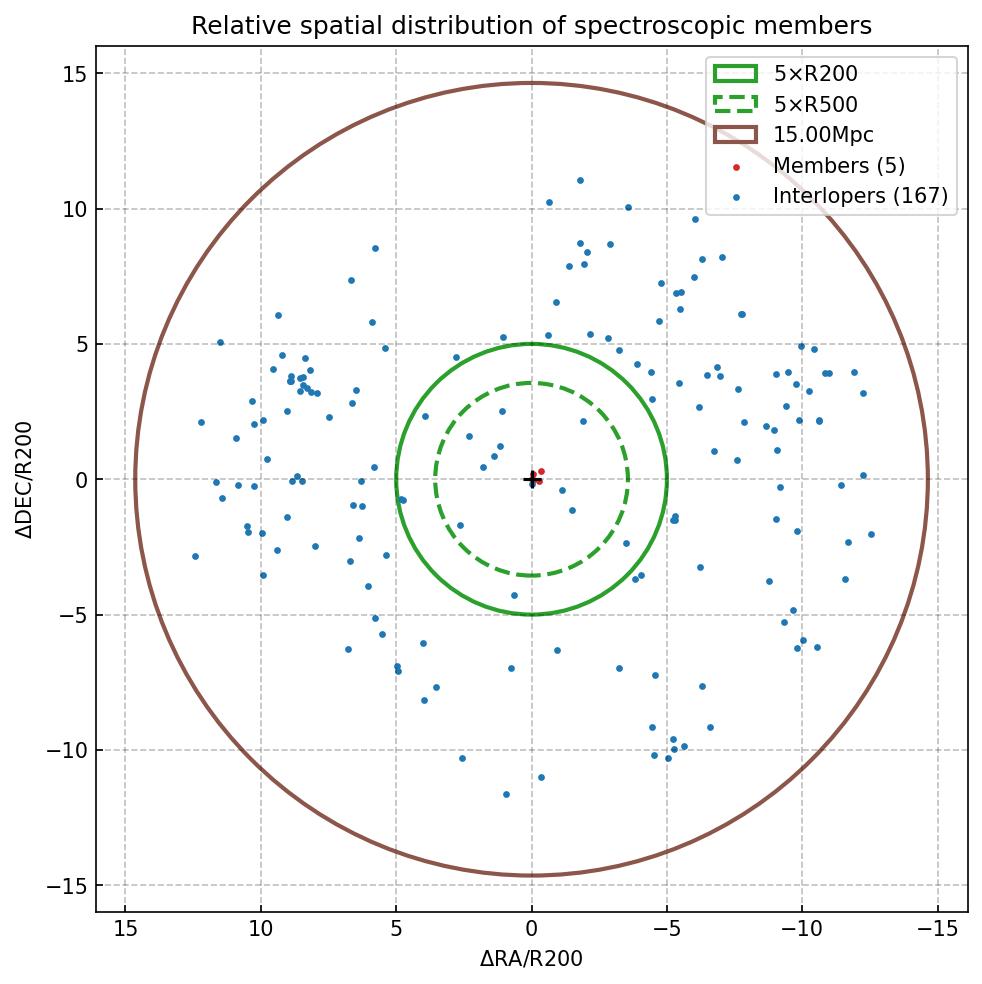 Relative spatial distribution of spectroscopic members
5×R200
5×R500
15.00Mpc
Members (5)
Interlopers (167)
15
10
5
0
−5
−10
−15
ΔDEC/R200
15
10
5
0
−5
−10
−15
ΔRA/R200